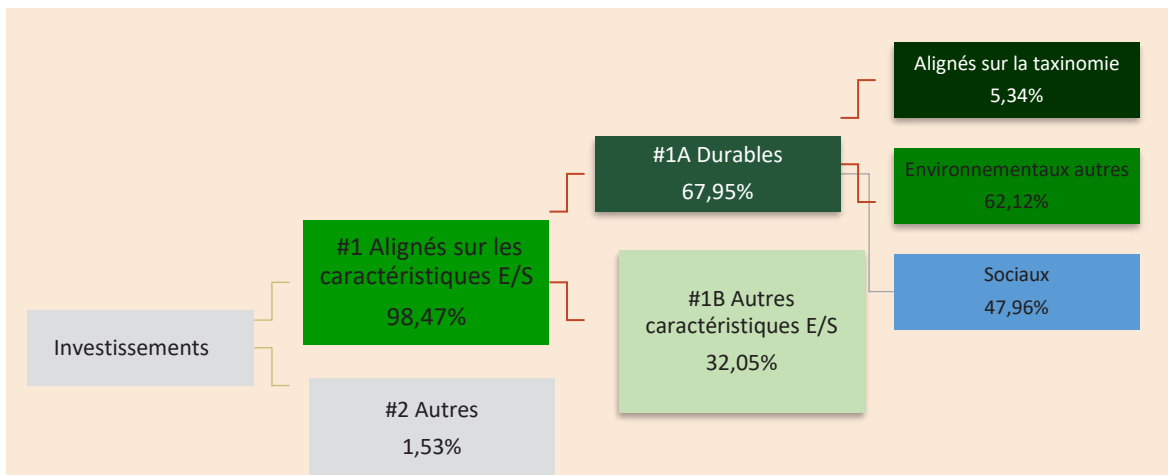 Investissements
#1 Alignés sur les
caractéristiques E/S
98,47%
#2 Autres
1,53%
#1A Durables
67,95%
#1B Autres
caractéristiques E/S
32,05%
Alignés sur la taxinomie
5,34%
Environnementaux autres
62,12%
Sociaux
47,96%